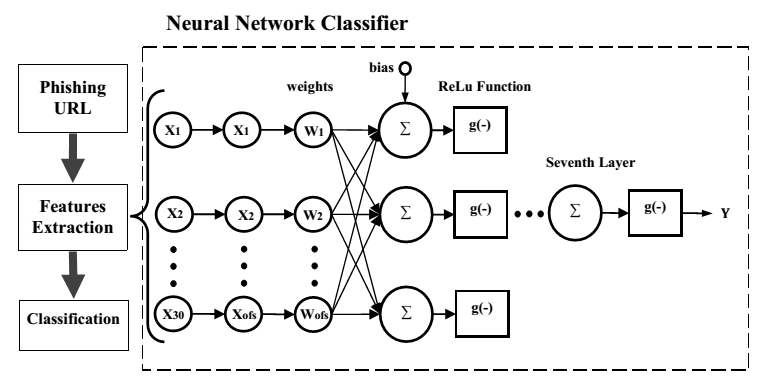 Neural Network Classifier
Phishing
URL
Features
Extraction
Classification
weights
bias
ReLu Function
Seventh Layer
X1 X1 W1 Σ g(-)
X2 X2 W2 Σ g(-) Σ g(-) Y
X30 Xofs Wofs Σ g(-)